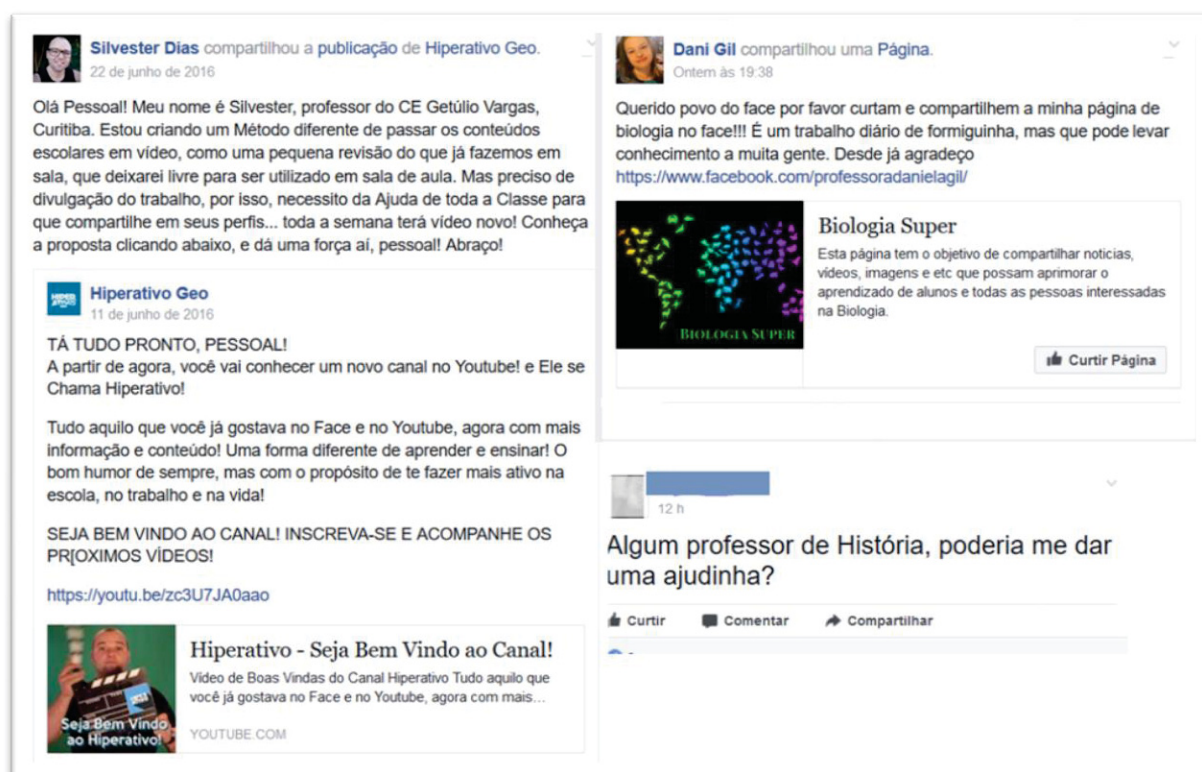 Silvester Dias compartilhou a publicação de Hiperativo Geo.
22 de junho de 2016
Olá Pessoal! Meu nome é Silvester, professor do CE Getúlio Vargas,
Curitiba. Estou criando um Método diferente de passar os conteúdos
escolares em vídeo, como uma pequena revisão do que já fazemos em
sala, que deixarei livre para ser utilizado em sala de aula. Mas preciso de
divulgação do trabalho, por isso, necessito da Ajuda de toda a Classe para
que compartilhe em seus perfis... toda a semana terá vídeo novo! Conheça
a proposta clicando abaixo, e dá uma força aí, pessoal! Abraço!
Hiperativo Geo
11 de junho de 2016
TÁ TUDO PRONTO, PESSOAL!
A partir de agora, você vai conhecer um novo canal no Youtube! e Ele se
Chama Hiperativo!
Tudo aquilo que você já gostava no Face e no Youtube, agora com mais
informação e conteúdo! Uma forma diferente de aprender e ensinar! O
bom humor de sempre, mas com o propósito de te fazer mais ativo na
escola, no trabalho e na vida!
SEJA BEM VINDO AO CANAL! INSCREVA-SE E ACOMPANHE OS
PR[OXIMOS VÍDEOS!
https://youtu.be/zc3U7JA0aao
Seja Bem Vindo
ao Hiperativo!
Hiperativo - Seja Bem Vindo ao Canal!
Vídeo de Boas Vindas do Canal Hiperativo Tudo aquilo que
você já gostava no Face e no Youtube, agora com mais...
YOUTUBE.COM
Dani Gil compartilhou uma Página.
Ontem às 19:38
Querido povo do face por favor curtam e compartilhem a minha página de
biologia no face!!! É um trabalho diário de formiguinha, mas que pode levar
conhecimento a muita gente. Desde já agradeço
https://www.facebook.com/professoradanielagil/
BIOLOGIA SUPER
Biologia Super
Esta página tem o objetivo de compartilhar noticias,
vídeos, imagens e etc que possam aprimorar o
aprendizado de alunos e todas as pessoas interessadas
na Biologia.
Curtir Página
12 h
Algum professor de História, poderia me dar
uma ajudinha?
Curtir Comentar Compartilhar